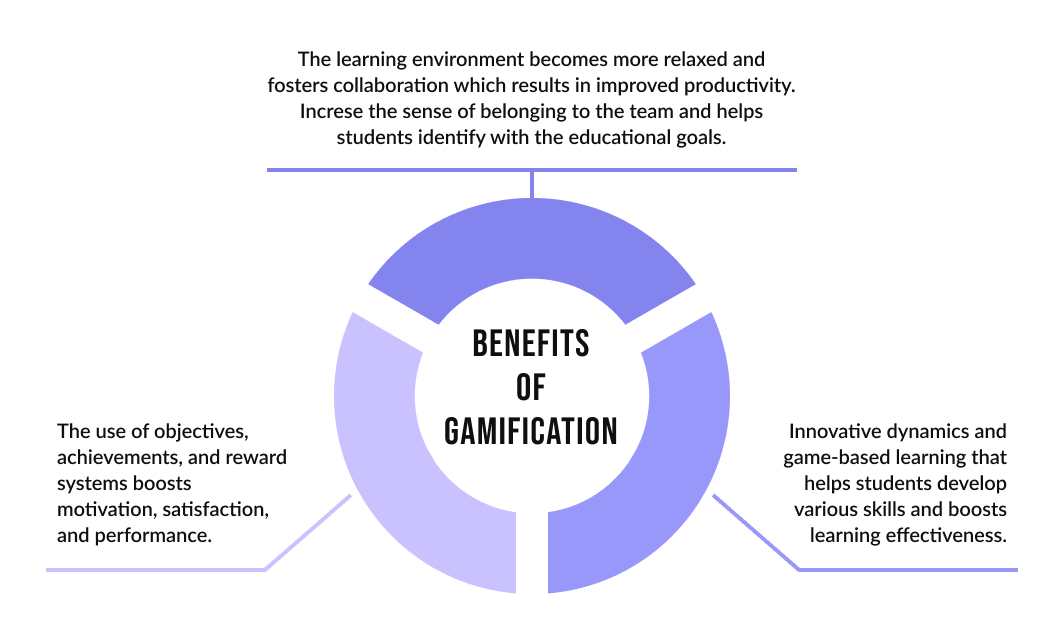 The learning environment becomes more relaxed and
fosters collaboration which results in improved productivity.
Increse the sense of belonging to the team and helps
students identify with the educational goals.
BENEFITS
OF
GAMIFICATION
The use of objectives,
achievements, and reward
systems boosts
motivation, satisfaction,
and performance.
Innovative dynamics and
game-based learning that
helps students develop
various skills and boosts
learning effectiveness.